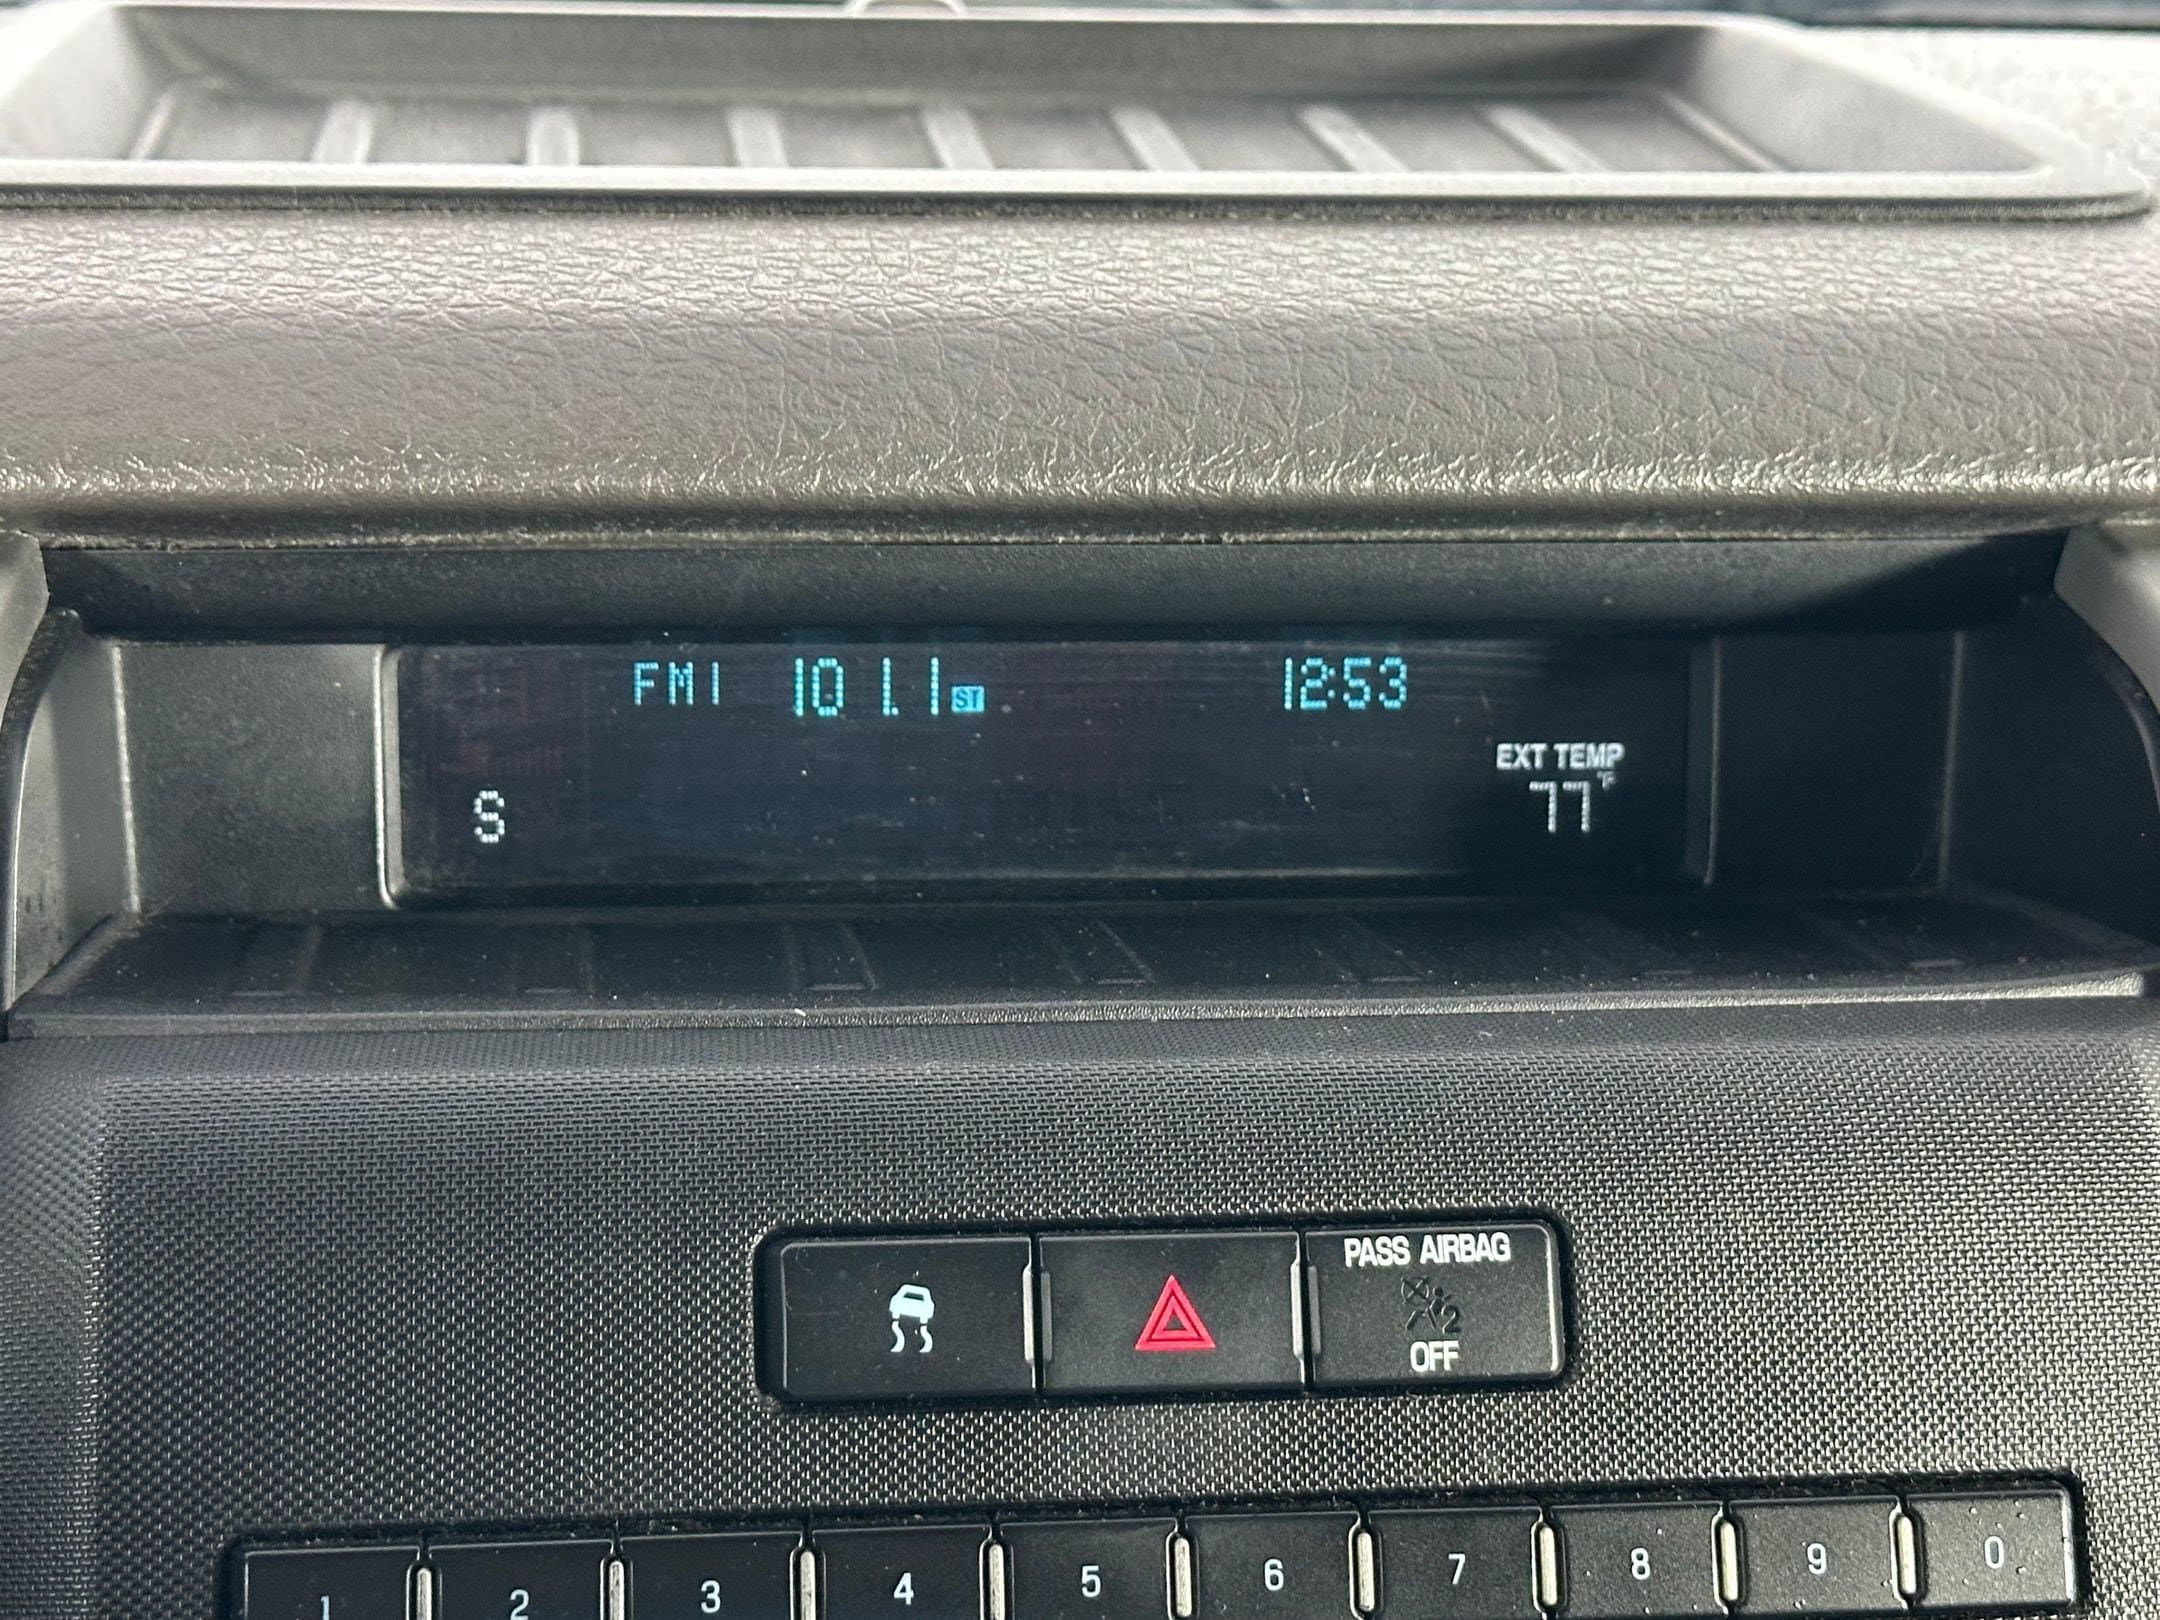 FM1 101.1 ST 12:53
EXT TEMP
S 77°F
PASS AIRBAG
2
OFF
1 2 3 4 5 6 7 8 9 0